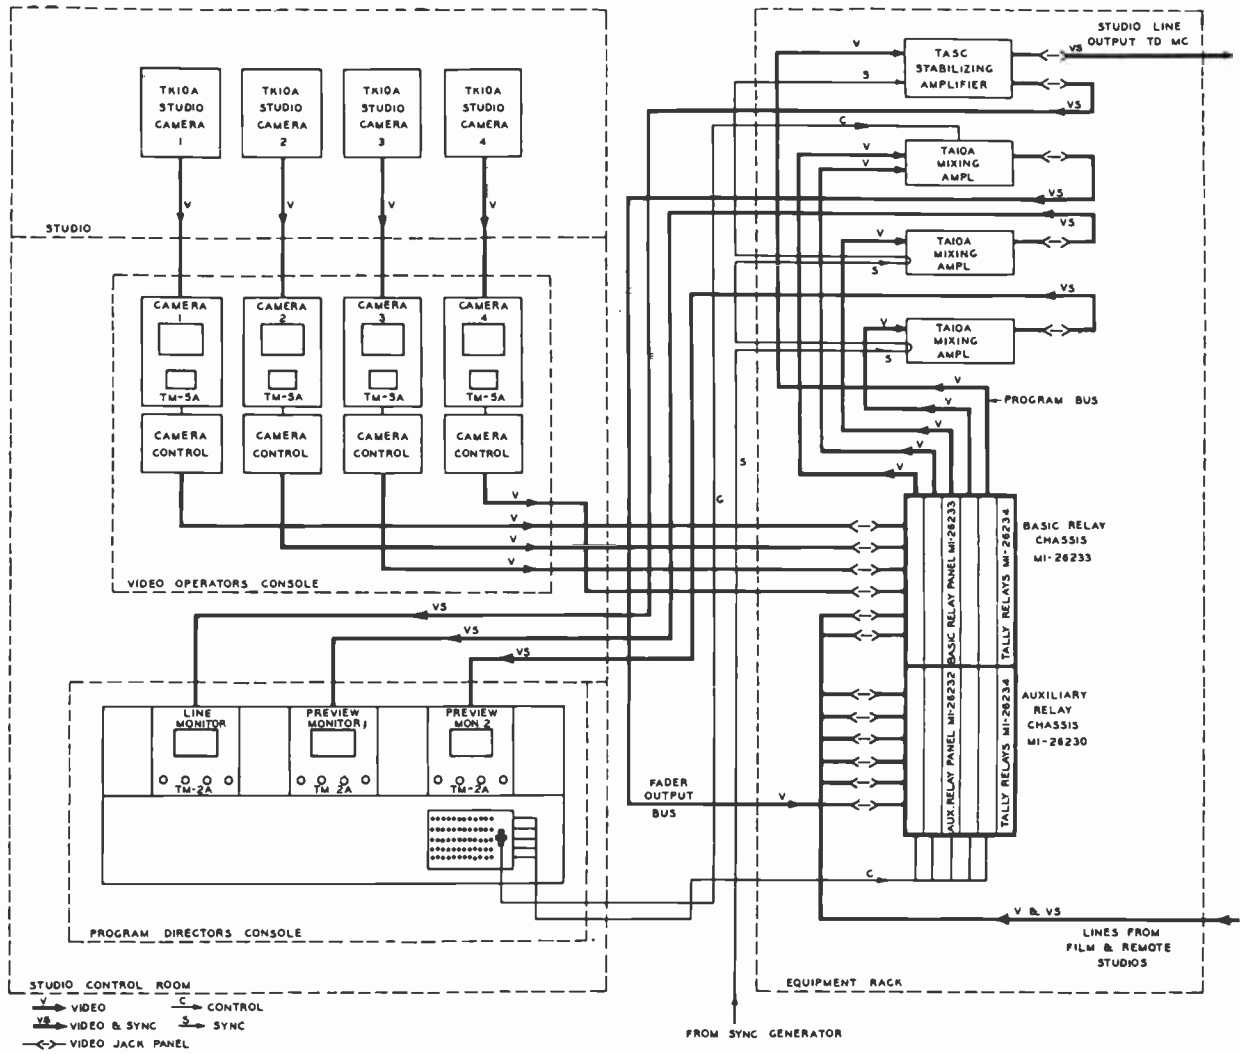 STUDIO LINE
OUTPUT TD MC
VS
TASC
STABILIZING
AMPLIFIER
V
S
VS
C
TK10A
STUDIO
CAMERA
1
TK10A
STUDIO
CAMERA
2
TK10A
STUDIO
CAMERA
3
TK10A
STUDIO
CAMERA
4
V
V
V
V
STUDIO
TA10A
MIXING
AMPL
V
V
VS
TA10A
MIXING
AMPL
V
S
VS
TA10A
MIXING
AMPL
V
S
VS
CAMERA
1
TM-5A
CAMERA
CONTROL
CAMERA
2
TM-5A
CAMERA
CONTROL
CAMERA
3
TM-5A
CAMERA
CONTROL
CAMERA
4
TM-5A
CAMERA
CONTROL
V
PROGRAM BUS
V
V
V
V
S
C
V
V
V
V
VIDEO OPERATORS CONSOLE
BASIC RELAY PANEL MI-26233
TALLY RELAYS MI-26234
BASIC RELAY
CHASSIS
MI-26233
AUX. RELAY PANEL MI-26232
TALLY RELAYS MI-26234
AUXILIARY
RELAY
CHASSIS
MI-26230
VS
VS
VS
LINE
MONITOR
TM-2A
PREVIEW
MONITOR 1
TM 2A
PREVIEW
MON 2
TM-2A
FADER
OUTPUT
BUS
V
C
V & VS
LINES FROM
FILM & REMOTE
STUDIOS
PROGRAM DIRECTORS CONSOLE
STUDIO CONTROL ROOM
EQUIPMENT RACK
V VIDEO
C CONTROL
VS VIDEO & SYNC
S SYNC
VIDEO JACK PANEL
FROM SYNC GENERATOR